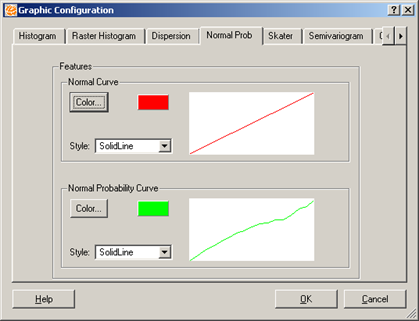 Graphic Configuration
Histogram Raster Histogram Dispersion Normal Prob Skater Semivariogram
Features
Normal Curve
Color...
Style: SolidLine
Normal Probability Curve
Color...
Style: SolidLine
Help OK Cancel